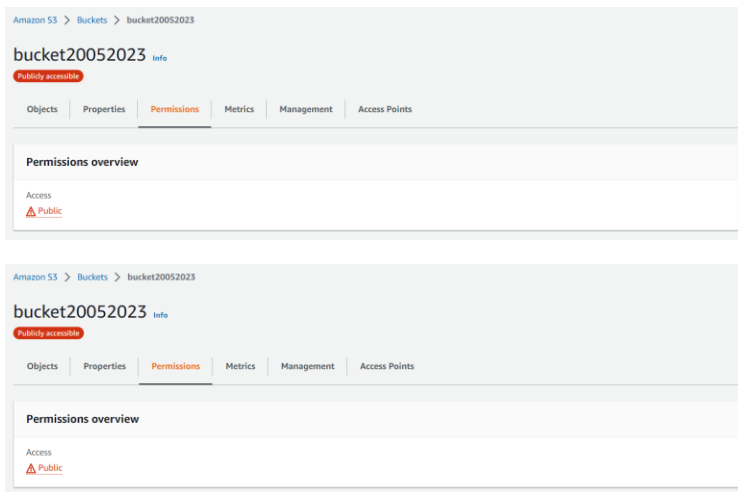 Amazon S3 > Buckets > bucket20052023
bucket20052023 Info
Publicly accessible
Objects Properties Permissions Metrics Management Access Points
Permissions overview
Access
Public
Amazon S3 > Buckets > bucket20052023
bucket20052023 Info
Publicly accessible
Objects Properties Permissions Metrics Management Access Points
Permissions overview
Access
Public